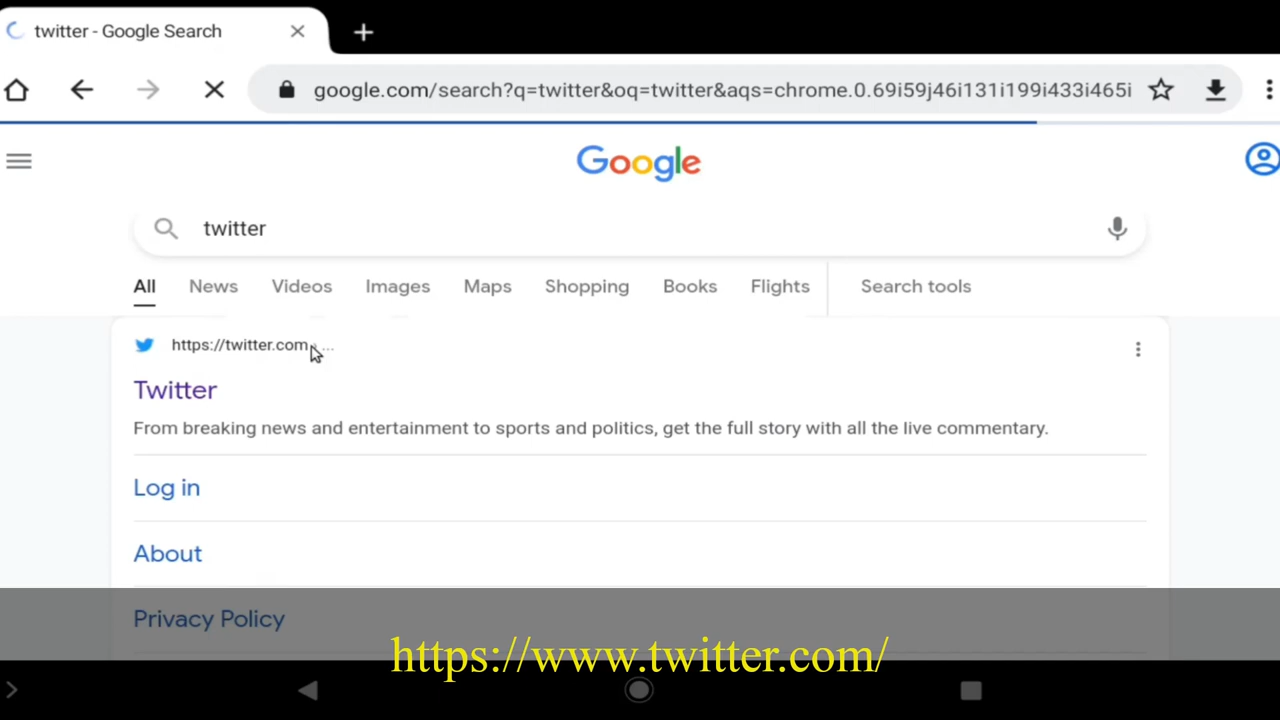 twitter - Google Search
google.com/search?q=twitter&oq=twitter&aqs=chrome.0.69i59j46i131i199i433i465i
Google
twitter
All News Videos Images Maps Shopping Books Flights Search tools
https://twitter.com › ...
Twitter
From breaking news and entertainment to sports and politics, get the full story with all the live commentary.
Log in
About
Privacy Policy
https://www.twitter.com/